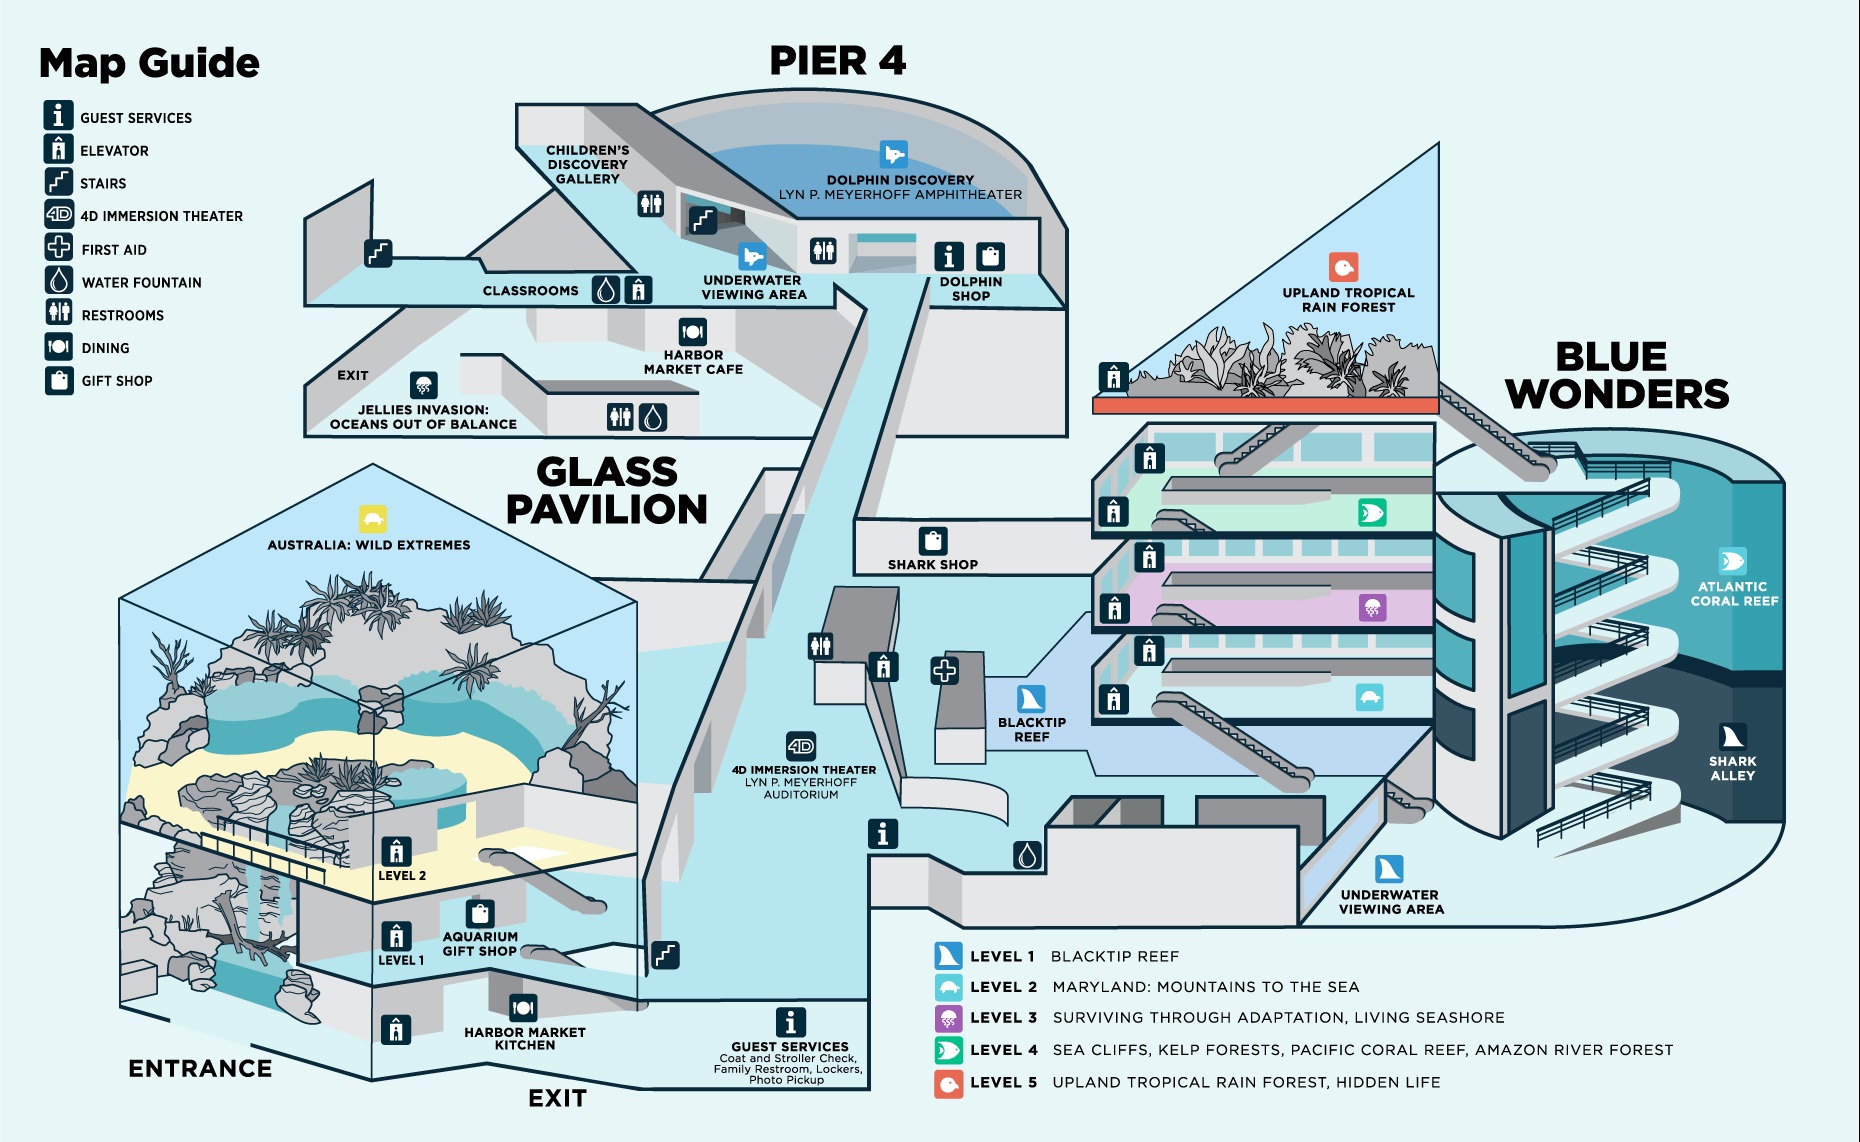 Map Guide
GUEST SERVICES
ELEVATOR
STAIRS
4D
4D IMMERSION THEATER
FIRST AID
WATER FOUNTAIN
RESTROOMS
DINING
GIFT SHOP
PIER 4
CHILDREN'S
DISCOVERY
GALLERY
DOLPHIN DISCOVERY
LYN P. MEYERHOFF AMPHITHEATER
CLASSROOMS
UNDERWATER
VIEWING AREA
DOLPHIN
SHOP
HARBOR
MARKET CAFE
EXIT
JELLIES INVASION:
OCEANS OUT OF BALANCE
UPLAND TROPICAL
RAIN FOREST
BLUE
WONDERS
GLASS
PAVILION
AUSTRALIA: WILD EXTREMES
SHARK SHOP
ATLANTIC
CORAL REEF
BLACKTIP
REEF
4D
4D IMMERSION THEATER
LYN P. MEYERHOFF
AUDITORIUM
SHARK
ALLEY
LEVEL 2
UNDERWATER
VIEWING AREA
AQUARIUM
GIFT SHOP
LEVEL 1
HARBOR MARKET
KITCHEN
GUEST SERVICES
Coat and Stroller Check,
Family Restroom, Lockers,
Photo Pickup
ENTRANCE
EXIT
LEVEL 1 BLACKTIP REEF
LEVEL 2 MARYLAND: MOUNTAINS TO THE SEA
LEVEL 3 SURVIVING THROUGH ADAPTATION, LIVING SEASHORE
LEVEL 4 SEA CLIFFS, KELP FORESTS, PACIFIC CORAL REEF, AMAZON RIVER FOREST
LEVEL 5 UPLAND TROPICAL RAIN FOREST, HIDDEN LIFE